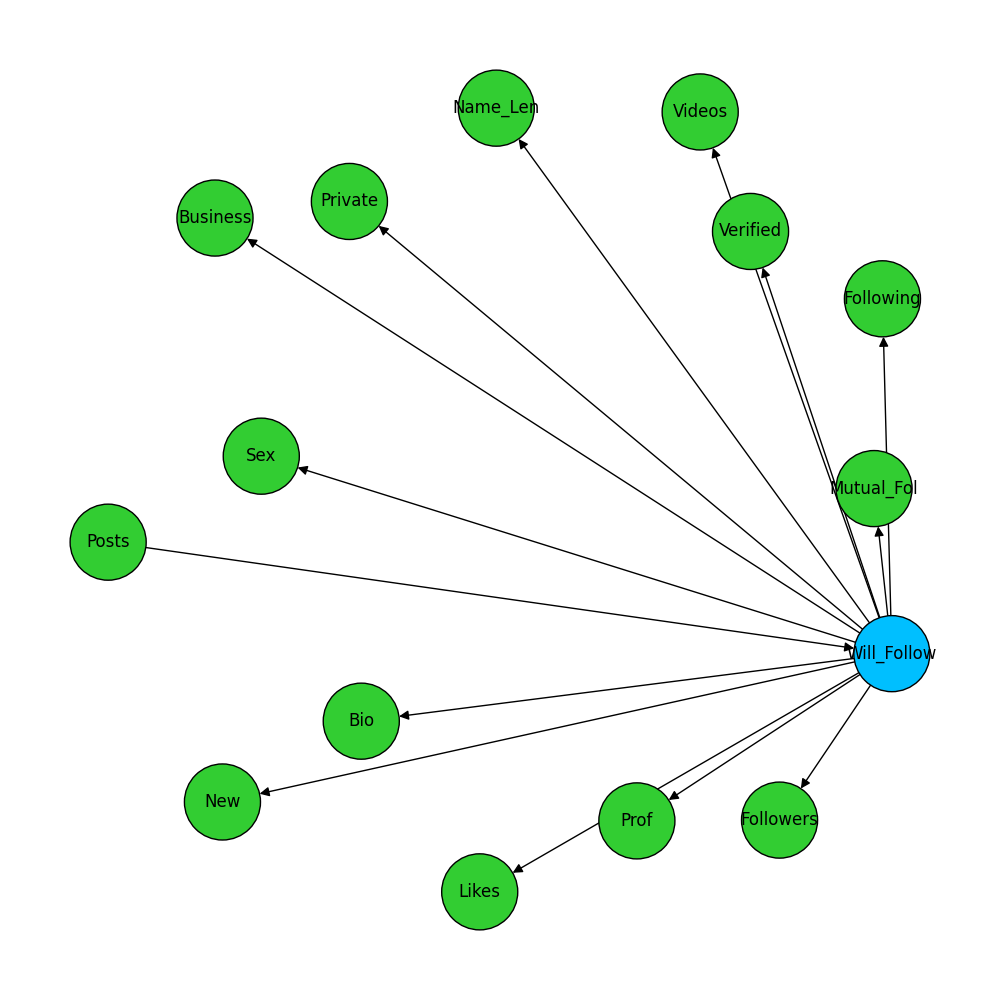 Name_Len
Videos
Private
Business
Verified
Following
Sex
Mutual_Fol
Posts
Will_Follow
Bio
New
Prof
Followers
Likes